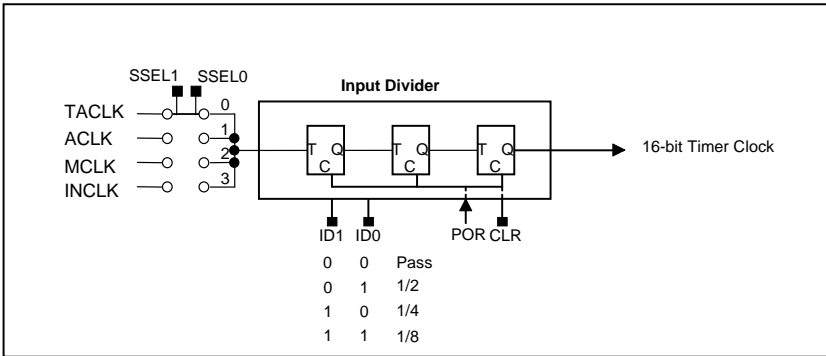 SSEL1 SSEL0
Input Divider
TACLK 0
ACLK 1
MCLK 2
INCLK 3
T Q T Q T Q
C C C
16-bit Timer Clock
ID1 ID0 POR CLR
0 0 Pass
0 1 1/2
1 0 1/4
1 1 1/8